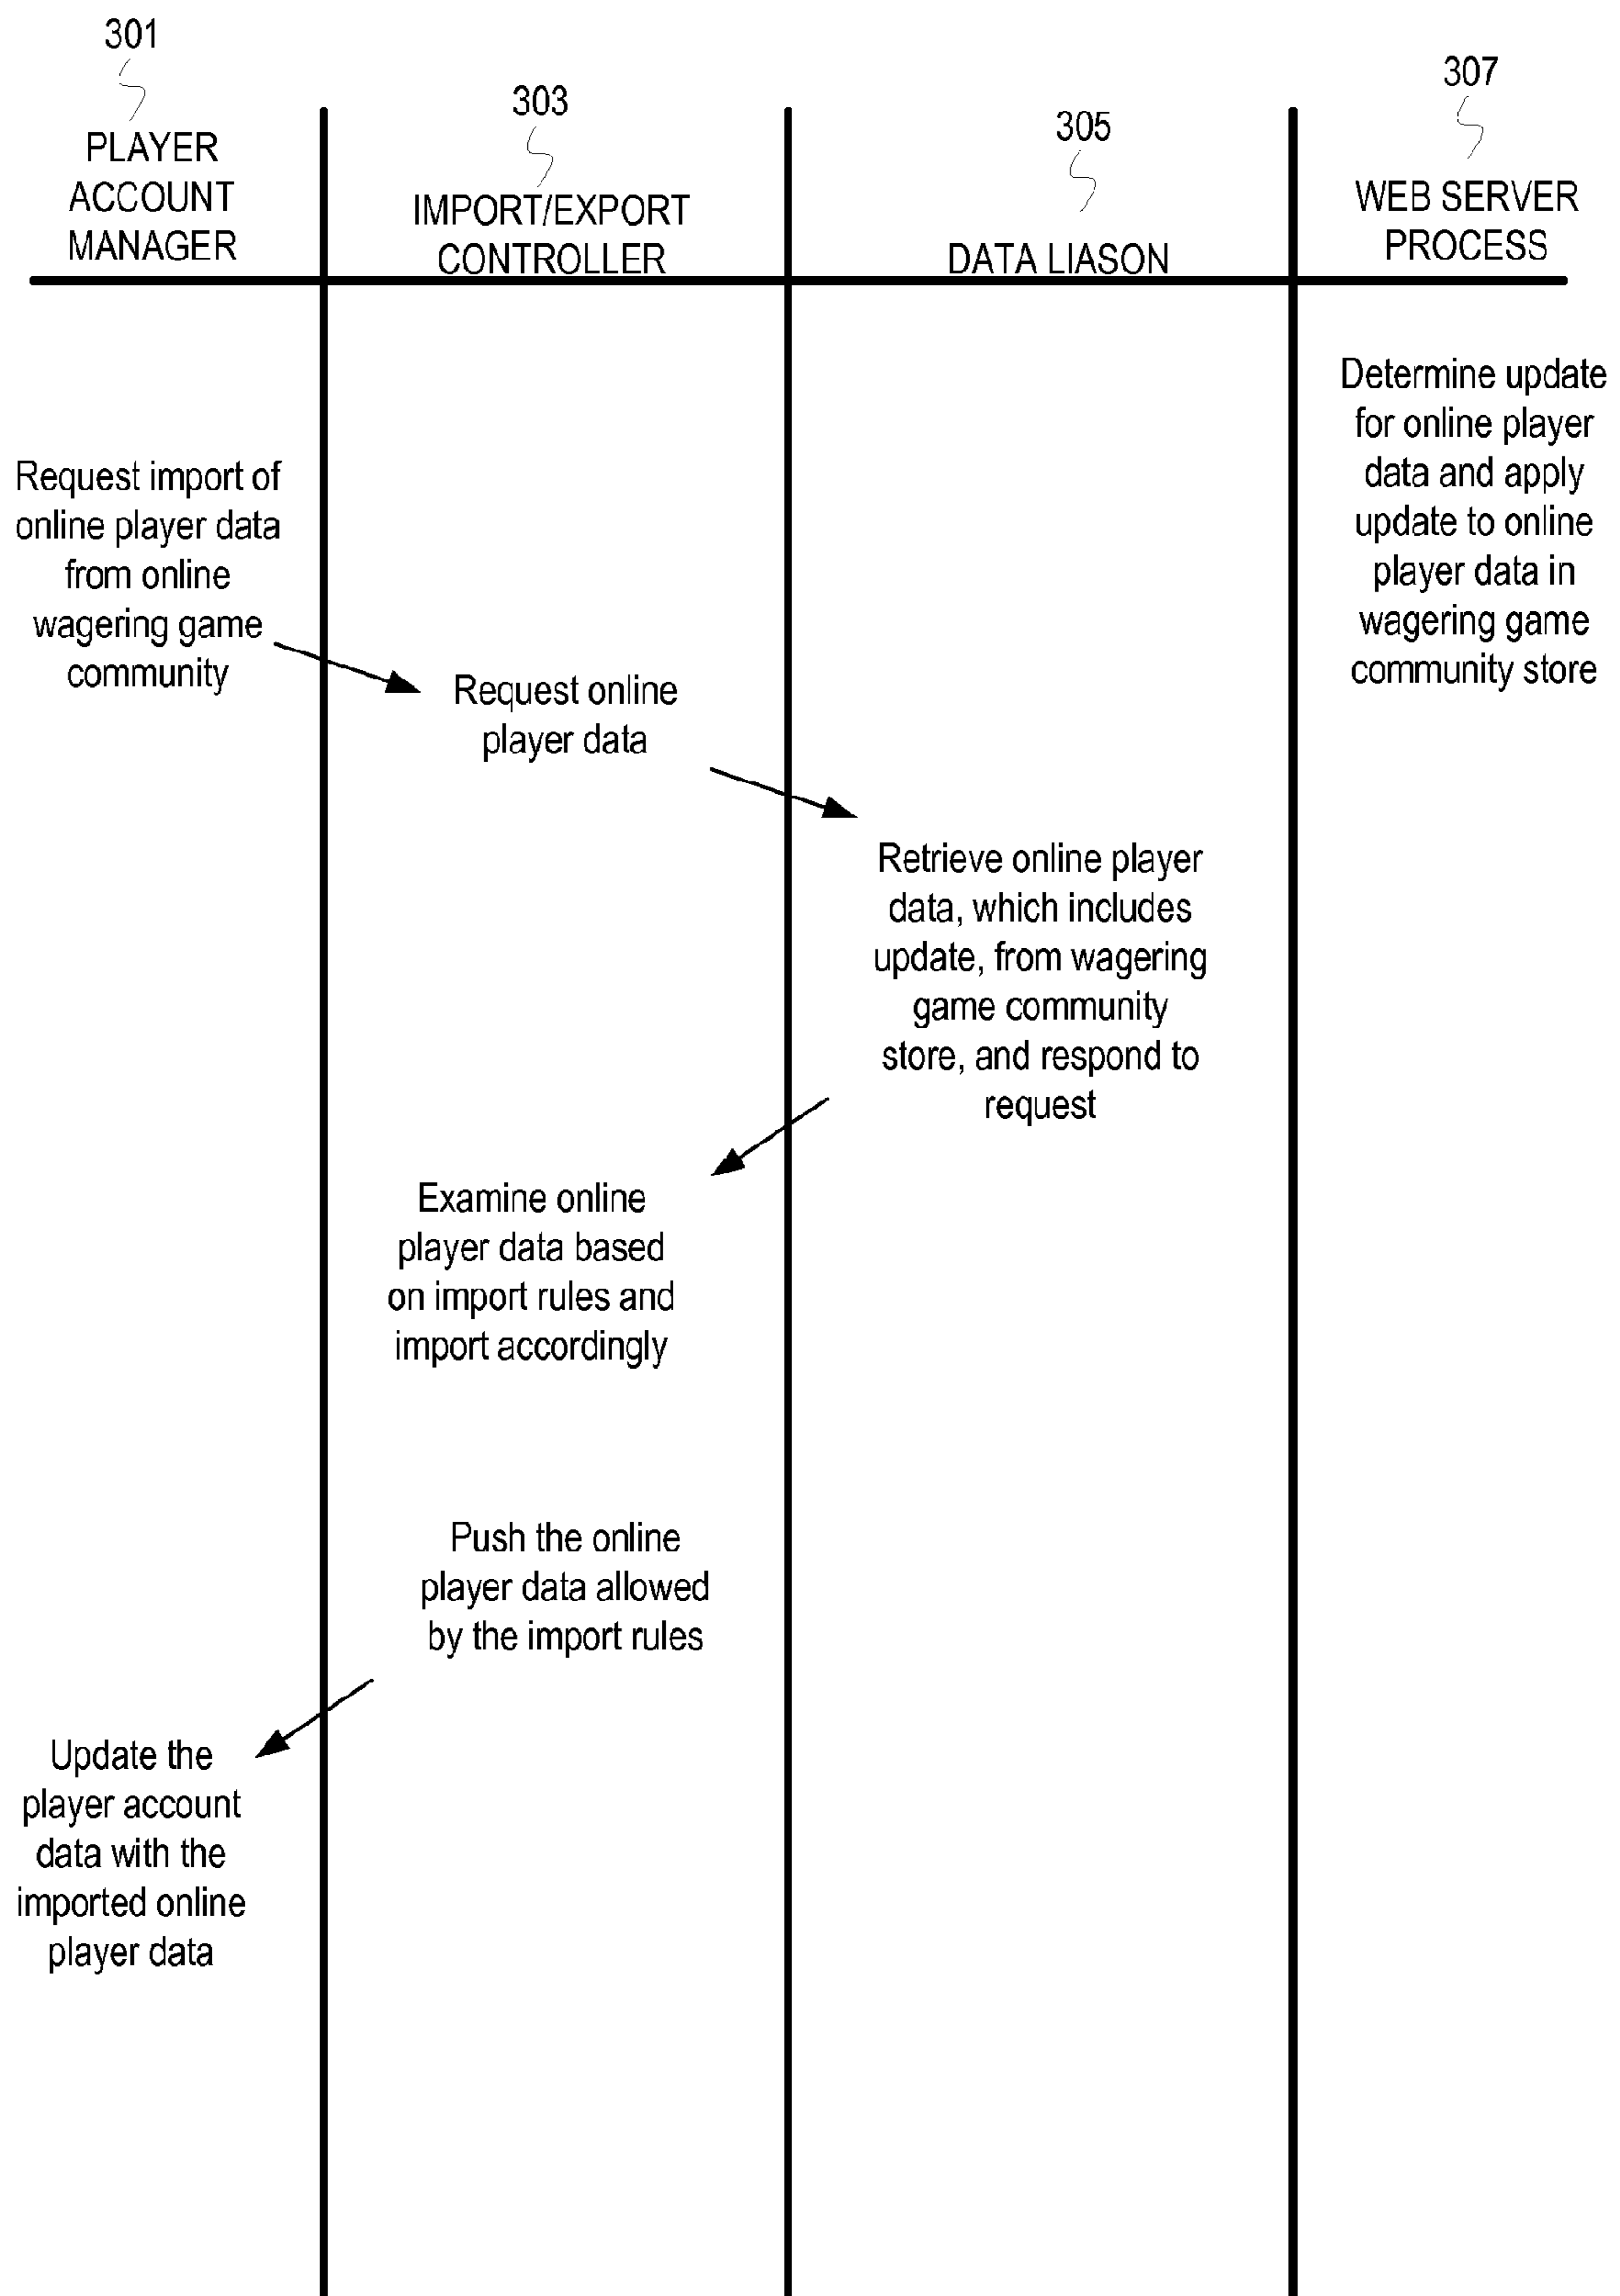 301
PLAYER
ACCOUNT
MANAGER
303
IMPORT/EXPORT
CONTROLLER
305
DATA LIASON
307
WEB SERVER
PROCESS
Determine update
for online player
data and apply
update to online
player data in
wagering game
community store
Request import of
online player data
from online
wagering game
community
Request online
player data
Retrieve online player
data, which includes
update, from wagering
game community
store, and respond to
request
Examine online
player data based
on import rules and
import accordingly
Push the online
player data allowed
by the import rules
Update the
player account
data with the
imported online
player data